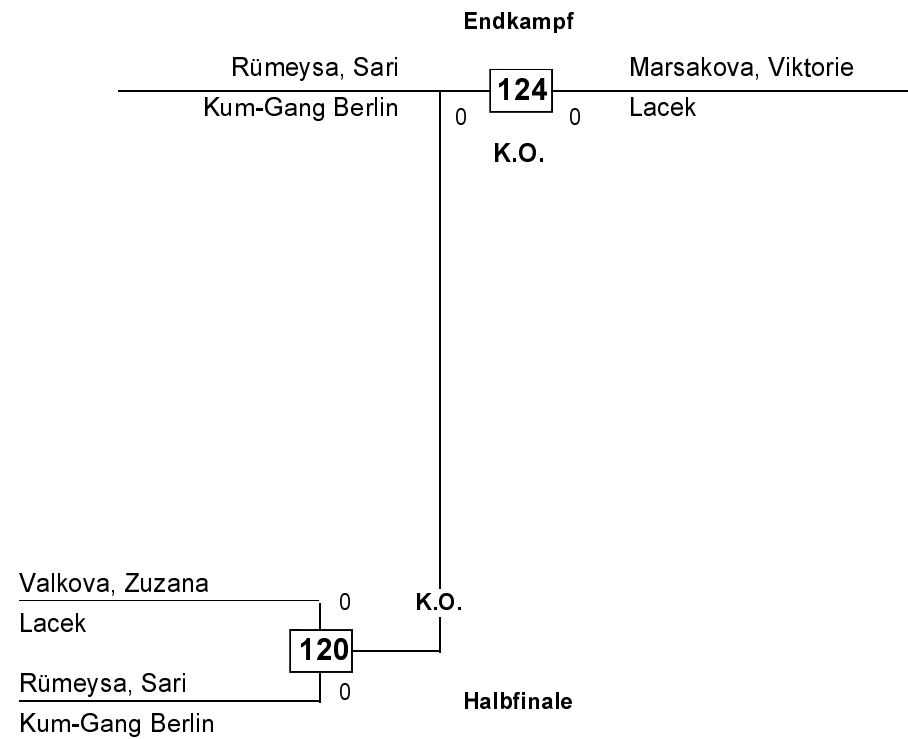 Endkampf
Rümeysa, Sari
124
Marsakova, Viktorie
Kum-Gang Berlin
0
0
Lacek
K.O.
Valkova, Zuzana
0
K.O.
Lacek
120
Rümeysa, Sari
0
Halbfinale
Kum-Gang Berlin